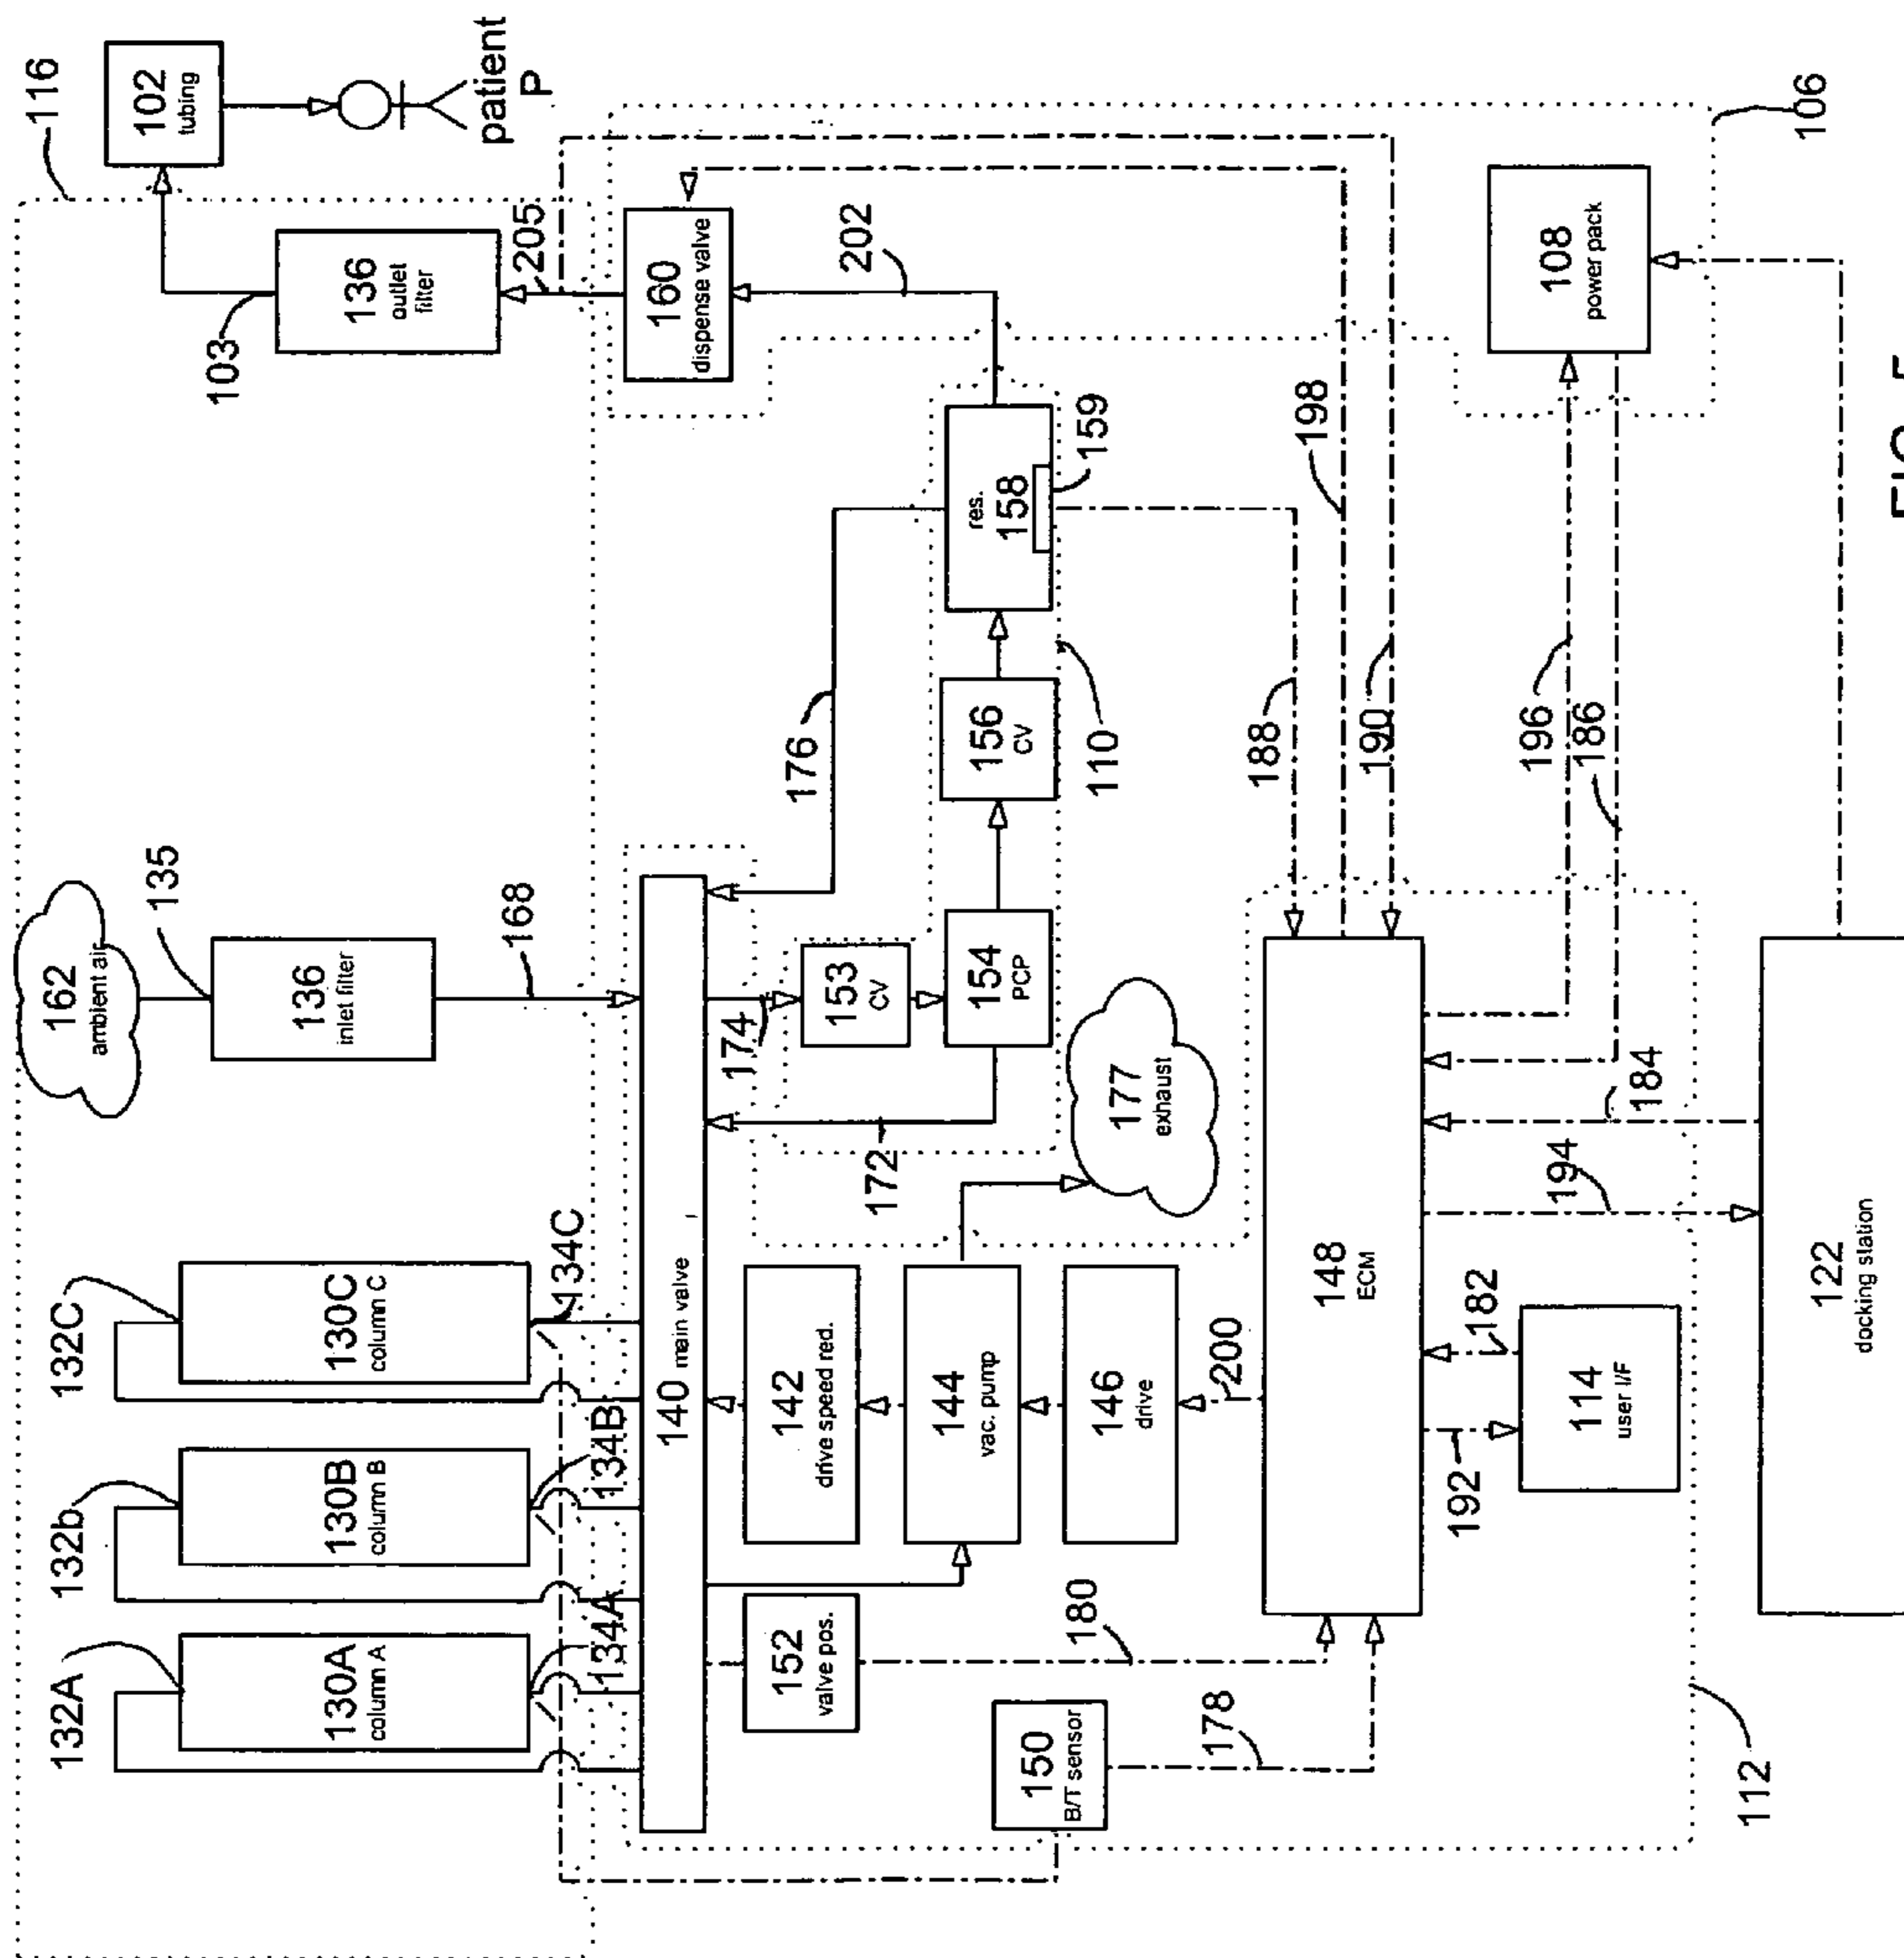 116
102
tubing
patient
P
103
136
outlet
filter
205
160
dispense valve
202
108
power pack
106
162
ambient air
135
136
inlet filter
168
176
res.
158
159
198
188
190
196
186
156
CV
110
153
CV
154
PCP
174
172
177
exhaust
184
194
132C
130C
column C
134C
132b
130B
column B
134B
132A
130A
column A
134A
140 main valve
142
drive speed red.
144
vac. pump
146
drive
200
148
ECM
182
192
114
user I/F
122
docking station
152
valve pos.
180
150
B/T sensor
178
112